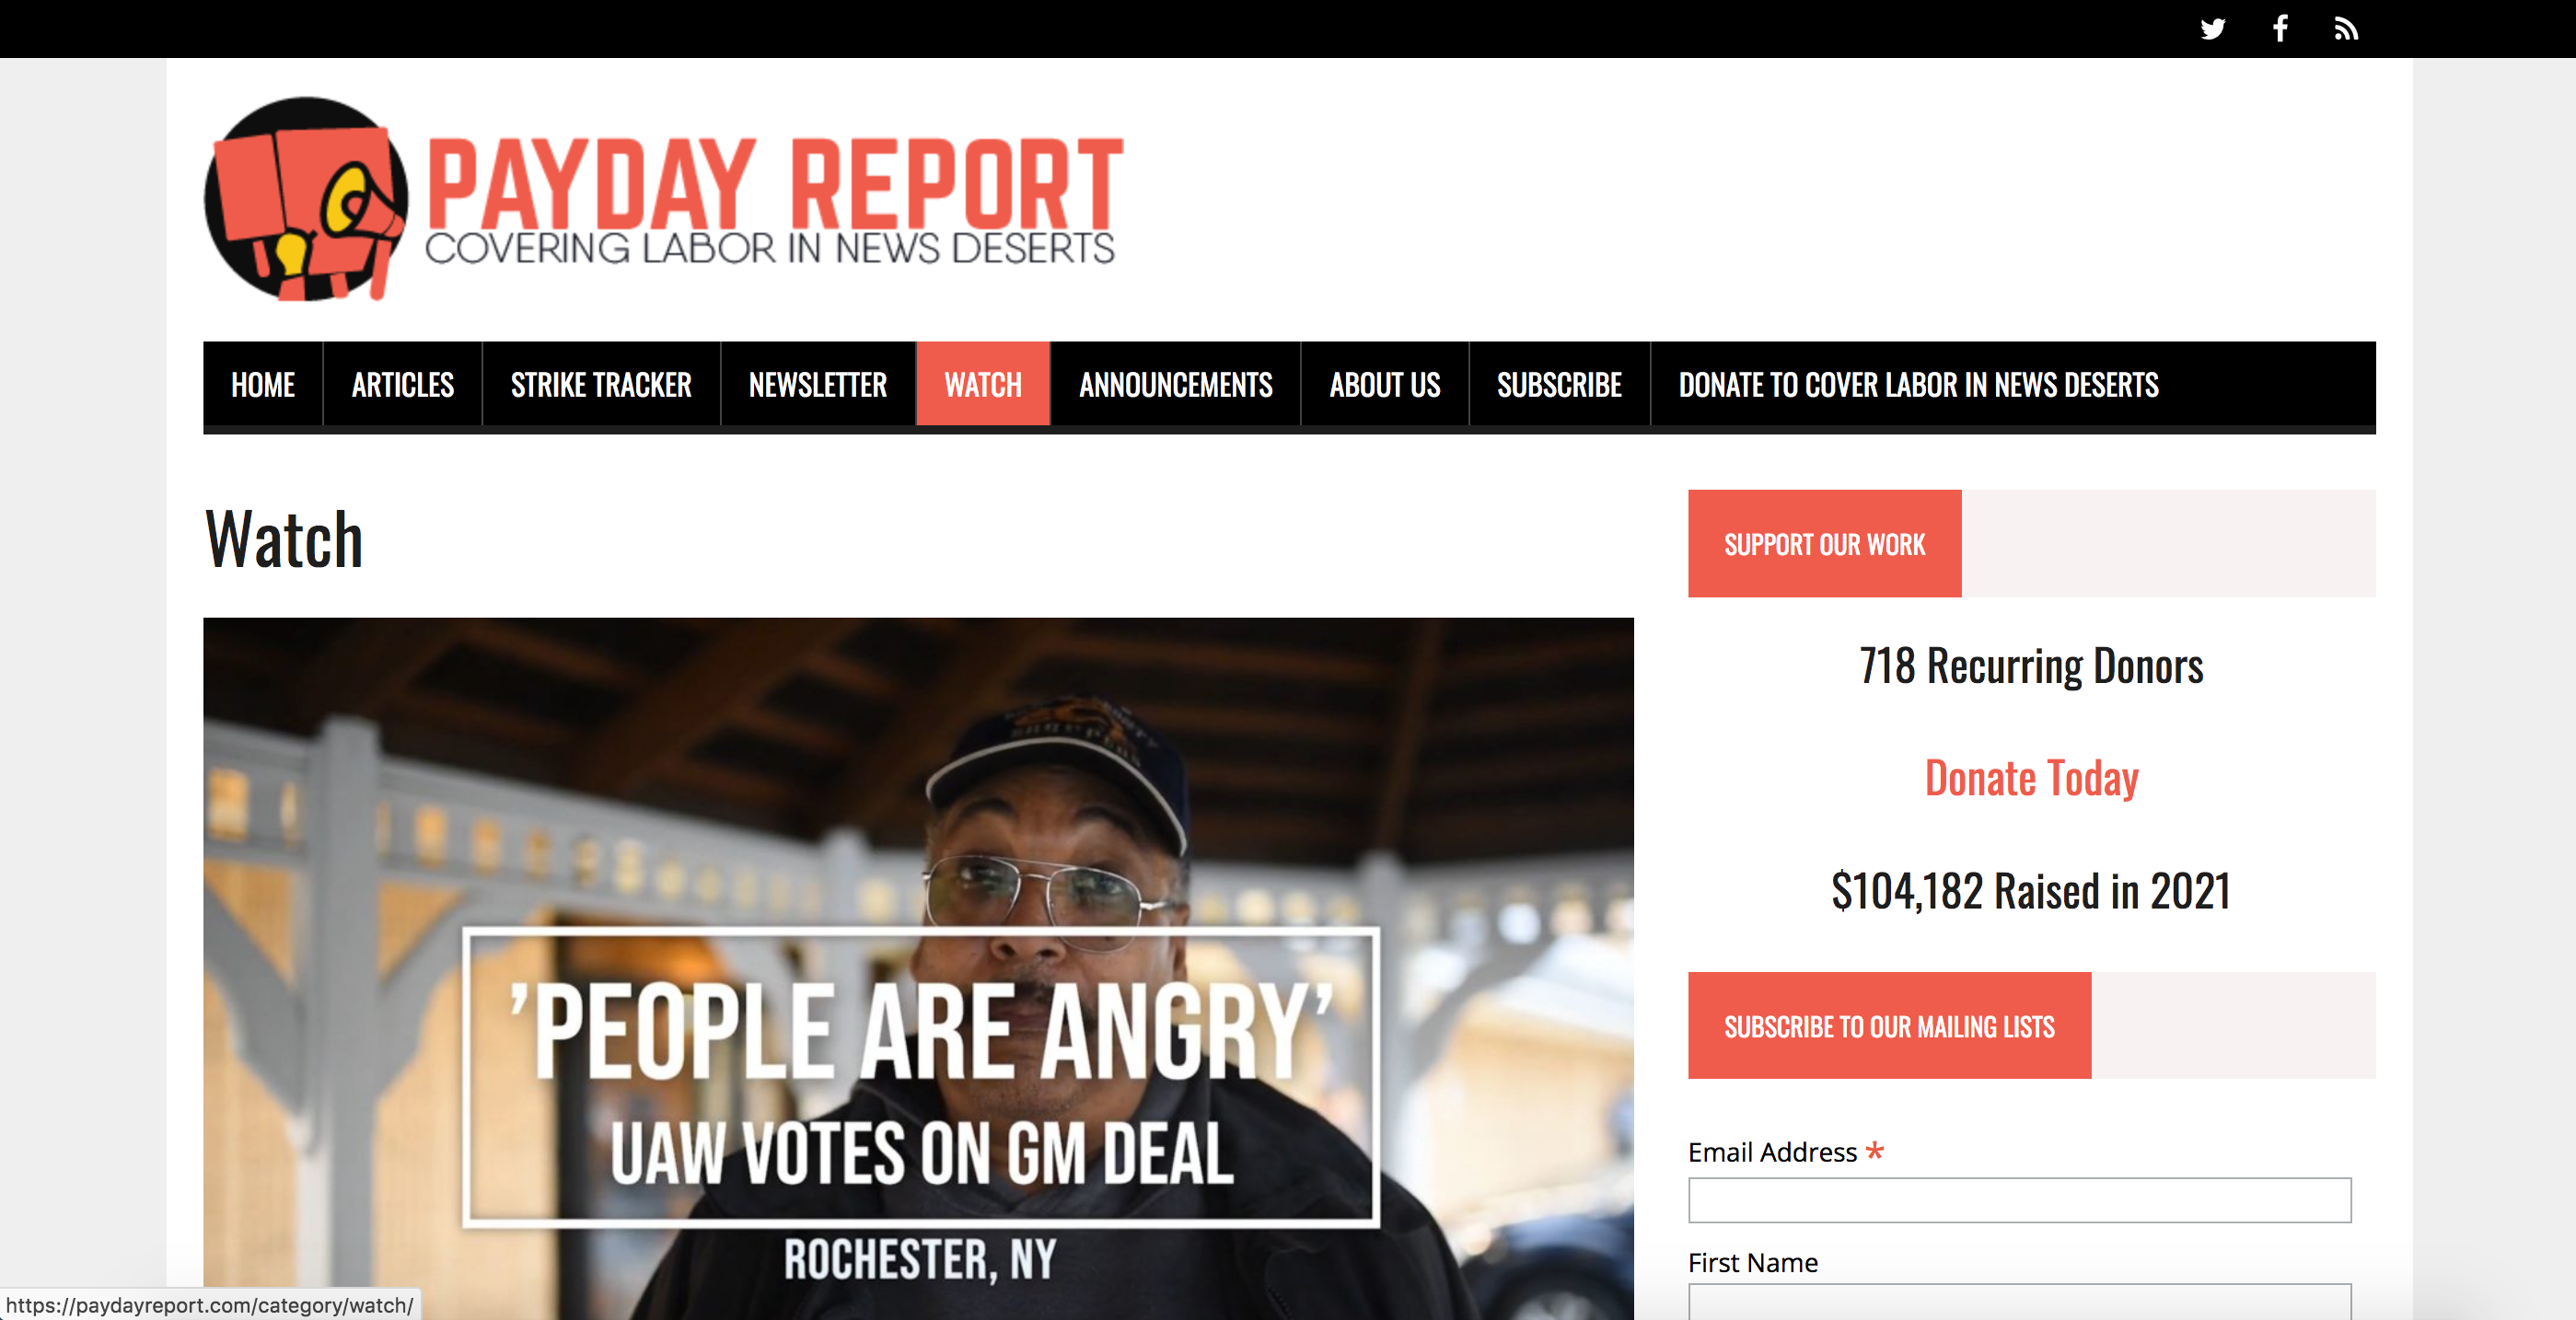 PAYDAY REPORT
COVERING LABOR IN NEWS DESERTS
HOME
ARTICLES
STRIKE TRACKER
NEWSLETTER
WATCH
ANNOUNCEMENTS
ABOUT US
SUBSCRIBE
DONATE TO COVER LABOR IN NEWS DESERTS
Watch
'PEOPLE ARE ANGRY'
UAW VOTES ON GM DEAL
ROCHESTER, NY
SUPPORT OUR WORK
718 Recurring Donors
Donate Today
$104,182 Raised in 2021
SUBSCRIBE TO OUR MAILING LISTS
Email Address *
First Name
https://paydayreport.com/category/watch/